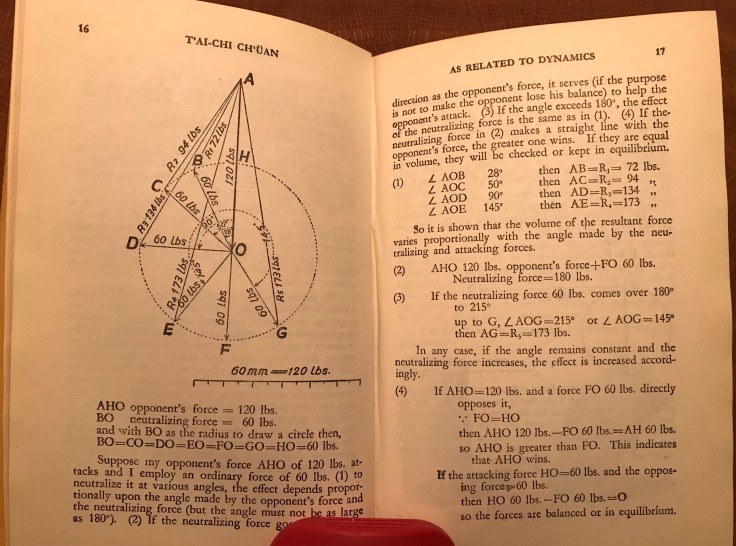 16
T'AI-CHI CH'ÜAN
A
R2 94 lbs
R1 72 lbs
B
H
120 lbs
C
60 lbs
60 lbs
R3 134 lbs
90°
D
60 lbs
O
145°
R4 173 lbs
60 lbs
145°
60 lbs
60 lbs
R5 173 lbs
E
F
G
60mm = 120 lbs.
AHO opponent's force = 120 lbs.
BO neutralizing force = 60 lbs.
and with BO as the radius to draw a circle then,
BO=CO=DO=EO=FO=GO=HO=60 lbs.
Suppose my opponent's force AHO of 120 lbs. at-
tacks and I employ an ordinary force of 60 lbs. (1) to
neutralize it at various angles, the effect depends propor-
tionally upon the angle made by the opponent's force and
the neutralizing force (but the angle must not be as large
as 180°). (2) If the neutralizing force
AS RELATED TO DYNAMICS
17
direction as the opponent's force, it serves (if the purpose
is not to make the opponent lose his balance) to help the
opponent's attack. (3) If the angle exceeds 180°, the effect
of the neutralizing force is the same as in (1). (4) If the
neutralizing force in (2) makes a straight line with the
opponent's force, the greater one wins. If they are equal
in volume, they will be checked or kept in equilibrium.
(1) ∠ AOB 28° then AB=R₁= 72 lbs.
∠ AOC 50° then AC=R₂= 94 ,,
∠ AOD 90° then AD=R₃=134 ,,
∠ AOE 145° then AE=R₄=173 ,,
So it is shown that the volume of the resultant force
varies proportionally with the angle made by the neu-
tralizing and attacking forces.
(2) AHO 120 lbs. opponent's force+FO 60 lbs.
Neutralizing force=180 lbs.
(3) If the neutralizing force 60 lbs. comes over 180°
to 215°
up to G, ∠ AOG=215° or ∠ AOG=145°
then AG=R₅=173 lbs.
In any case, if the angle remains constant and the
neutralizing force increases, the effect is increased accord-
ingly.
(4) If AHO=120 lbs. and a force FO 60 lbs. directly
opposes it,
∵ FO=HO
then AHO 120 lbs.—FO 60 lbs.=AH 60 lbs.
so AHO is greater than FO. This indicates
that AHO wins.
If the attacking force HO=60 lbs. and the oppos-
ing force=60 lbs.
then HO 60 lbs.—FO 60 lbs.=O
so the forces are balanced or in equilibrium.